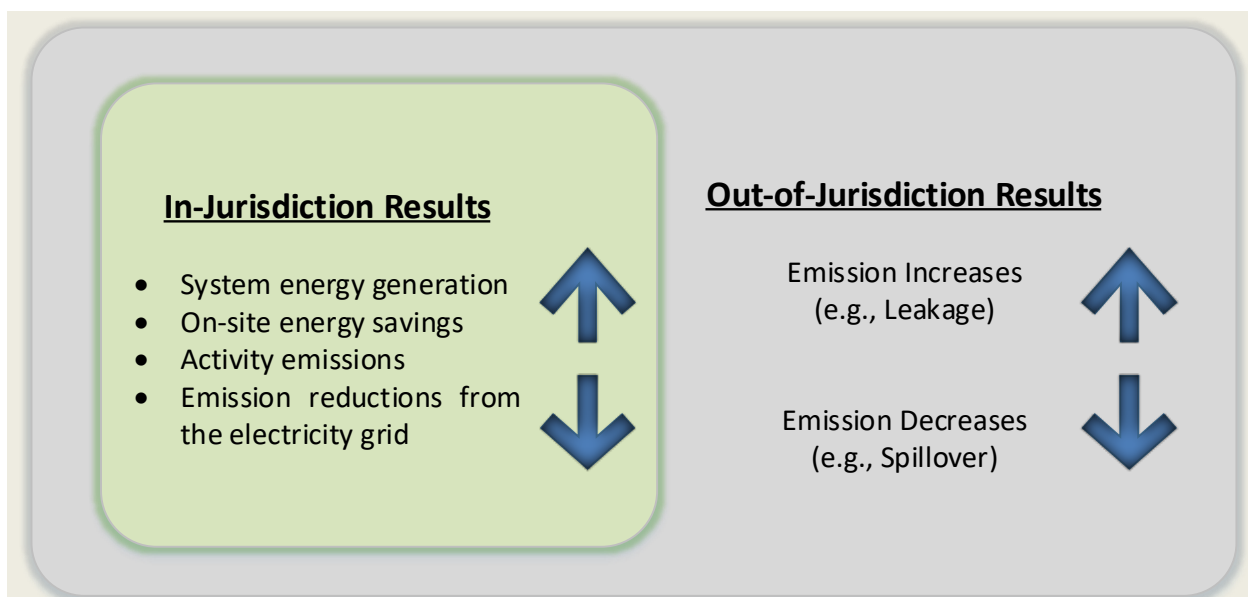 In-Jurisdiction Results
• System energy generation
• On-site energy savings
• Activity emissions
• Emission reductions from
the electricity grid
Out-of-Jurisdiction Results
Emission Increases
(e.g., Leakage)
Emission Decreases
(e.g., Spillover)